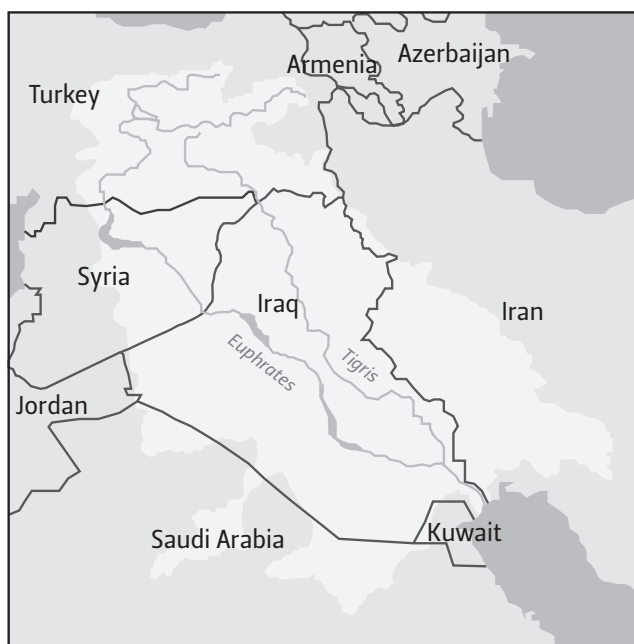 Azerbaijan
Armenia
Turkey
Syria
Iraq
Iran
Euphrates
Tigris
Jordan
Saudi Arabia
Kuwait